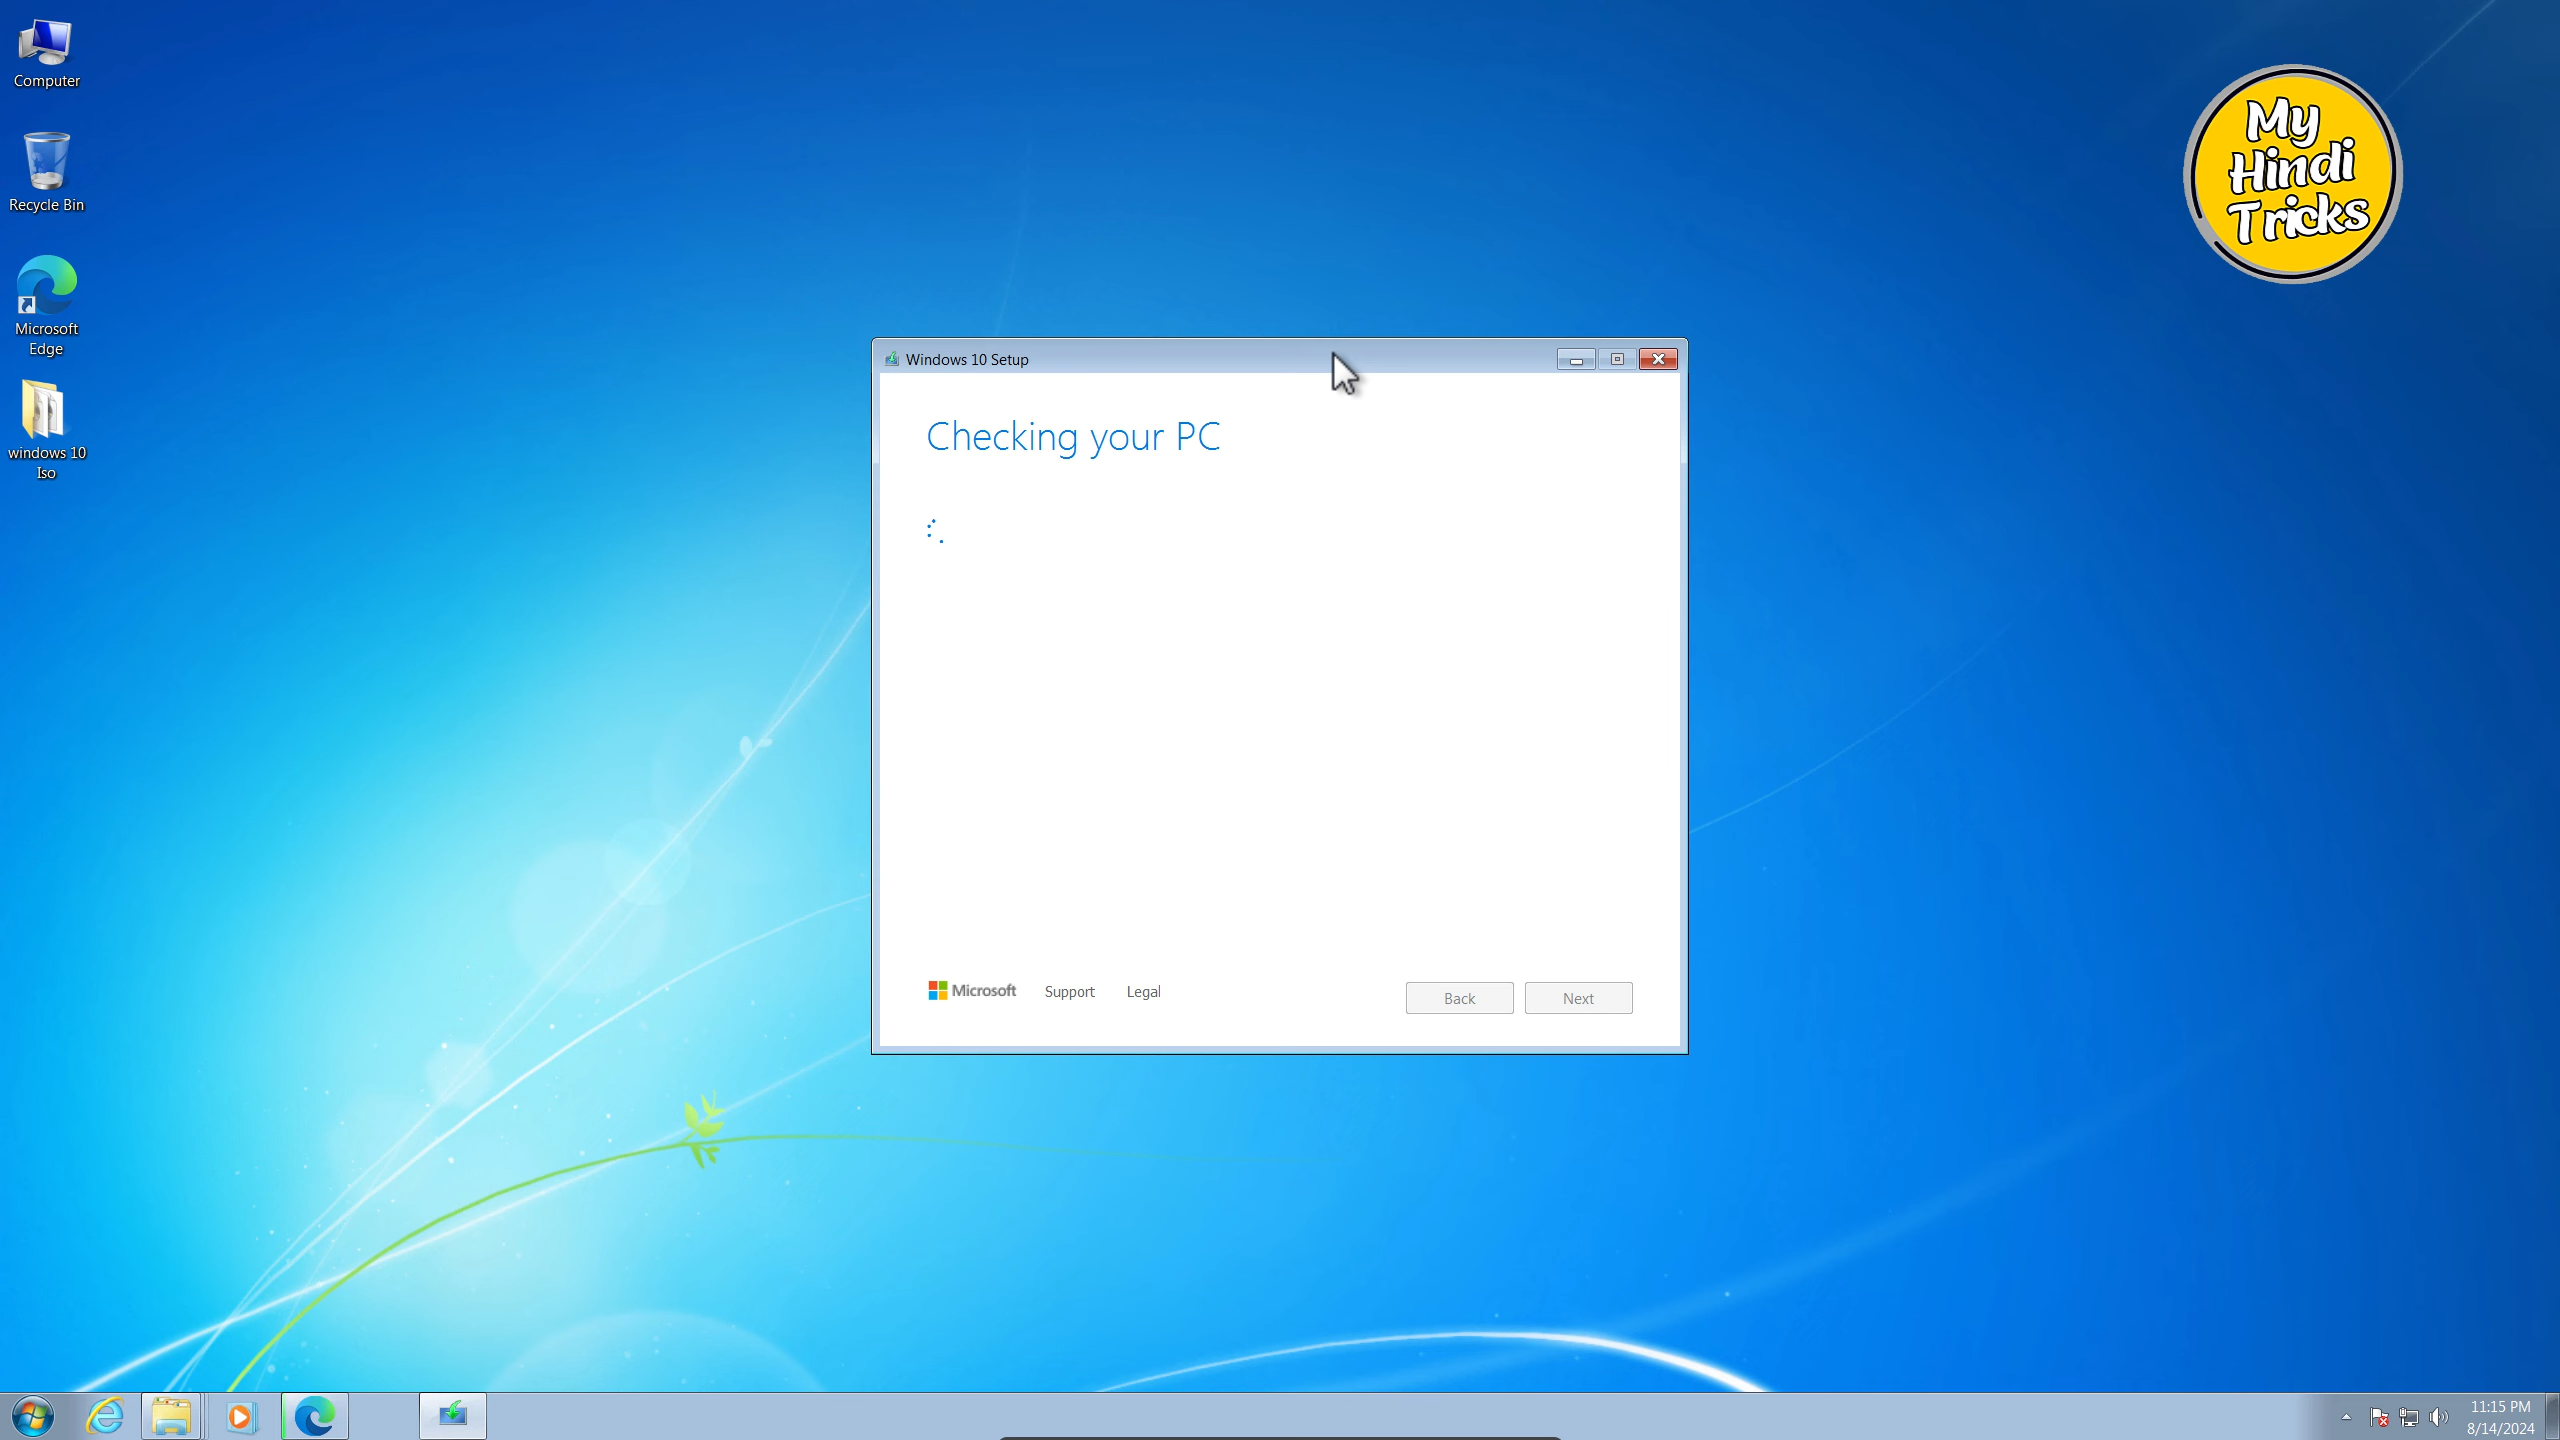 Computer
Recycle Bin
Microsoft
Edge
windows 10
Iso
My
Hindi
Tricks
Windows 10 Setup
Checking your PC
Microsoft
Support
Legal
Back
Next
11:15 PM
8/14/2024